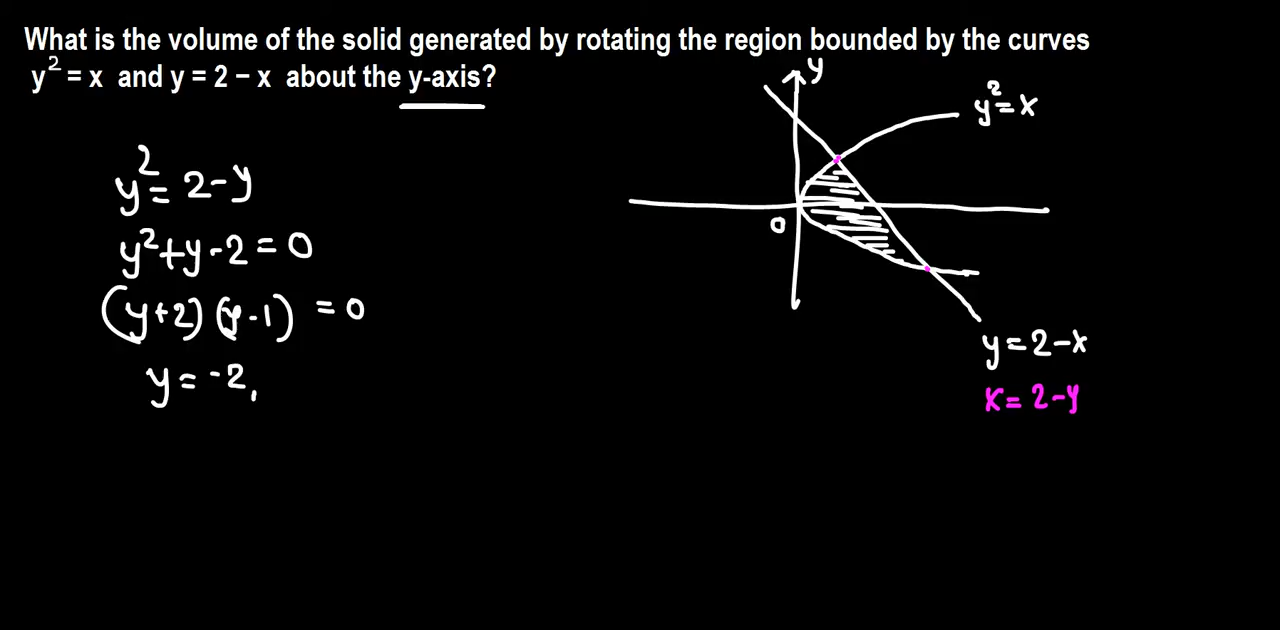 What is the volume of the solid generated by rotating the region bounded by the curves
y² = x and y = 2 − x about the y-axis?
y
y² = x
y² = 2 - y
y² + y - 2 = 0
0
(y + 2) (y - 1) = 0
y = 2 - x
y = -2,
x = 2 - y